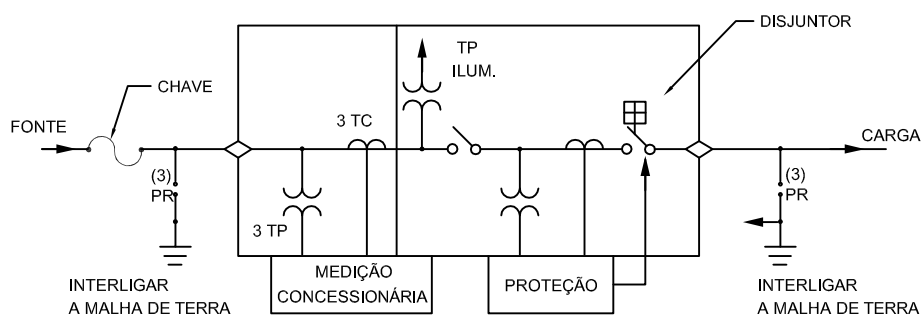 DISJUNTOR
TP
ILUM.
CHAVE
FONTE
3 TC
CARGA
(3)
PR
(3)
PR
3 TP
INTERLIGAR
A MALHA DE TERRA
MEDIÇÃO
CONCESSIONÁRIA
PROTEÇÃO
INTERLIGAR
A MALHA DE TERRA